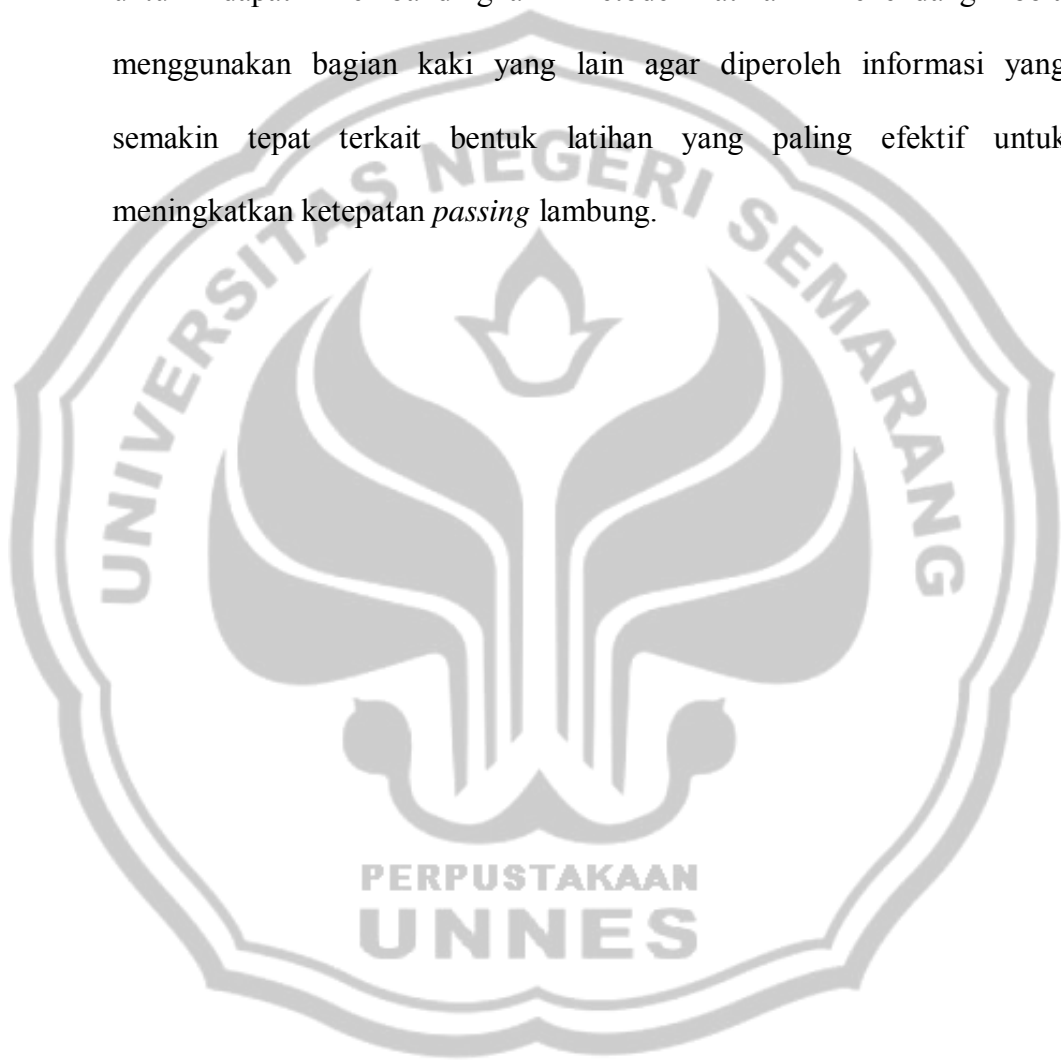 menggunakan bagian kaki yang lain agar diperoleh informasi yang
semakin tepat terkait bentuk latihan yang paling efektif untuk
meningkatkan ketepatan passing lambung.
UNIVERSITAS NEGERI SEMARANG
PERPUSTAKAAN
UNNES